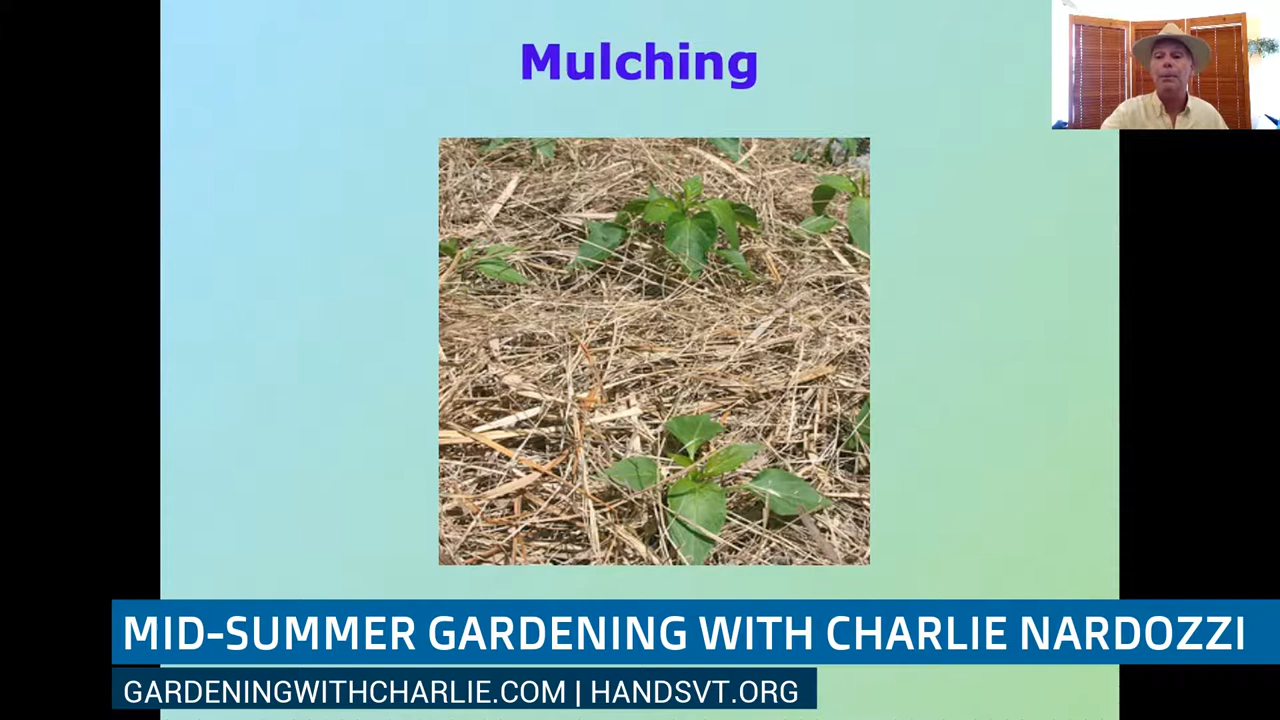 Mulching
MID-SUMMER GARDENING WITH CHARLIE NARDOZZI
GARDENINGWITHCHARLIE.COM | HANDSVT.ORG